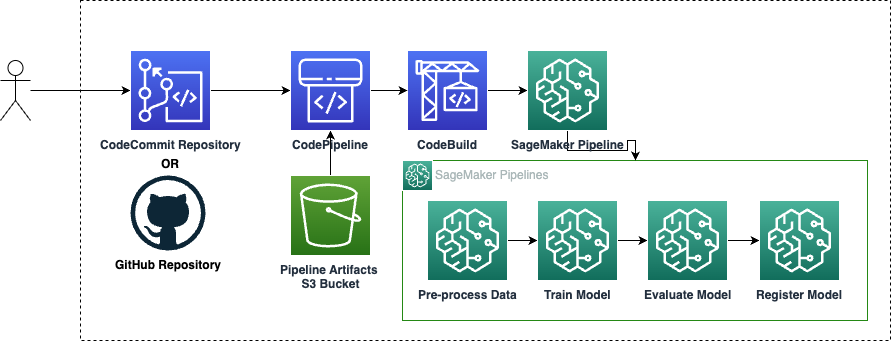 CodeCommit Repository
OR
GitHub Repository
CodePipeline
Pipeline Artifacts
S3 Bucket
CodeBuild
SageMaker Pipeline
SageMaker Pipelines
Pre-process Data
Train Model
Evaluate Model
Register Model